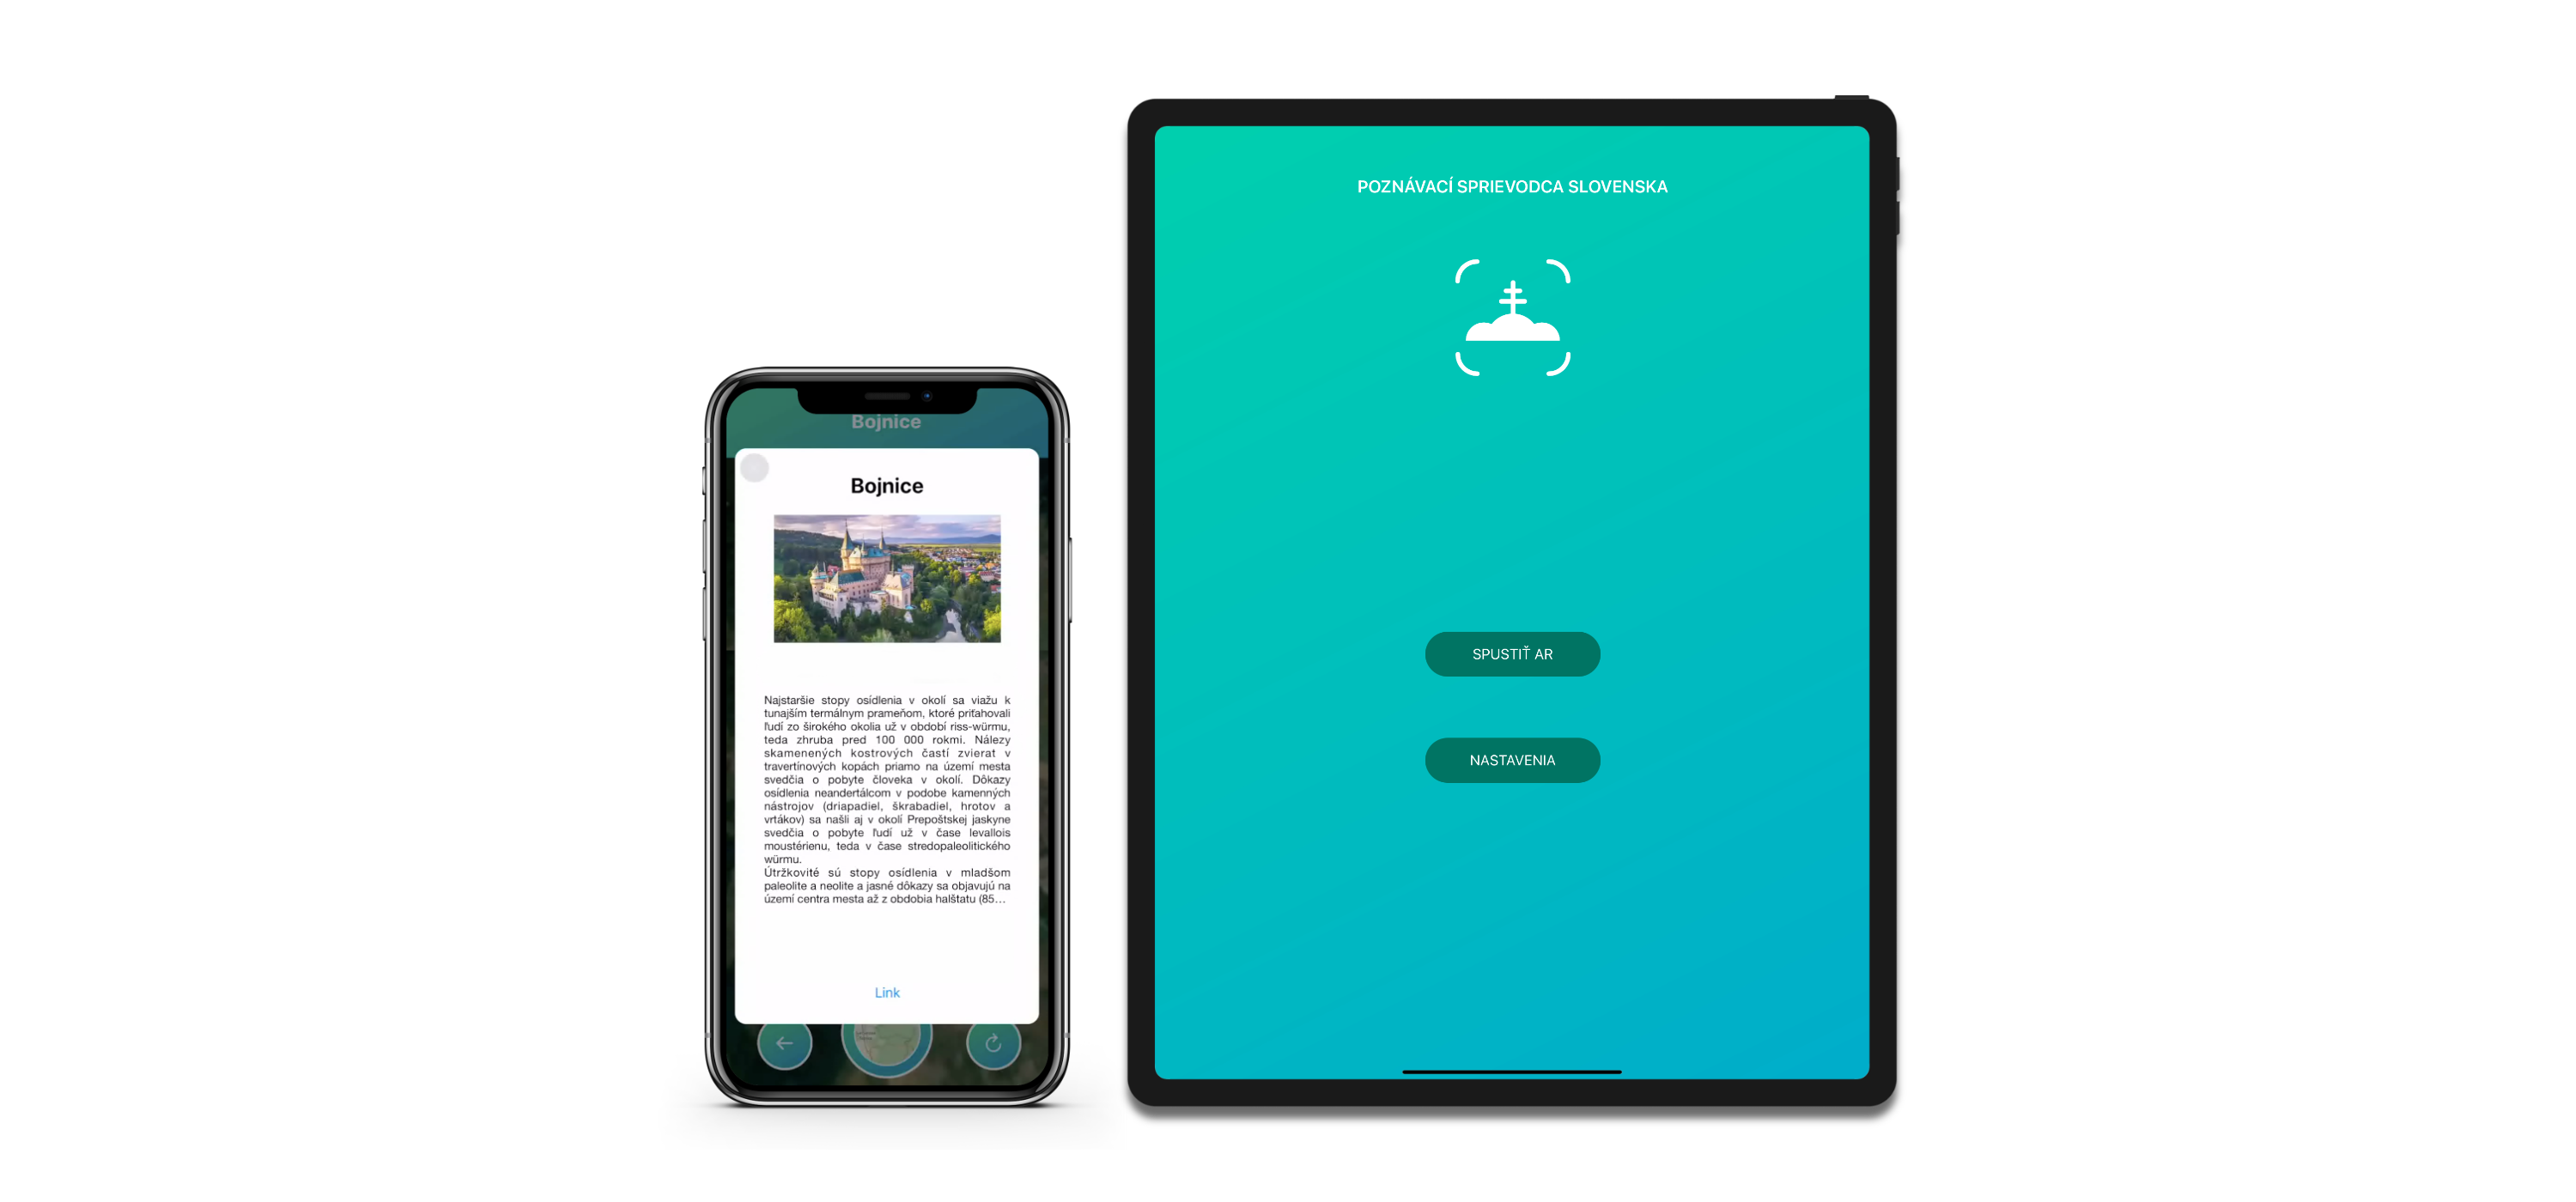 Bojnice
Bojnice
Najstaršie stopy osídlenia v okolí sa viažu k
tunajším termálnym prameňom, ktoré priťahovali
ľudí zo širokého okolia už v období riss-würmu,
teda zhruba pred 100 000 rokmi. Nálezy
skamenených kostrových častí zvierat v
travertínových kopách priamo na území mesta
svedčia o pobyte človeka v okolí. Dôkazy
osídlenia neandertálcom v podobe kamenných
nástrojov (driapadiel, škrabadiel, hrotov a
vrtákov) sa našli aj v okolí Prepoštskej jaskyne
svedčia o pobyte ľudí už v čase levallois
moustérienu, teda v čase stredopaleolitického
würmu.
Útržkovité sú stopy osídlenia v mladšom
paleolite a neolite a jasné dôkazy sa objavujú na
území centra mesta až z obdobia halštatu (85...
Link
POZNÁVACÍ SPRIEVODCA SLOVENSKA
SPUSTIŤ AR
NASTAVENIA